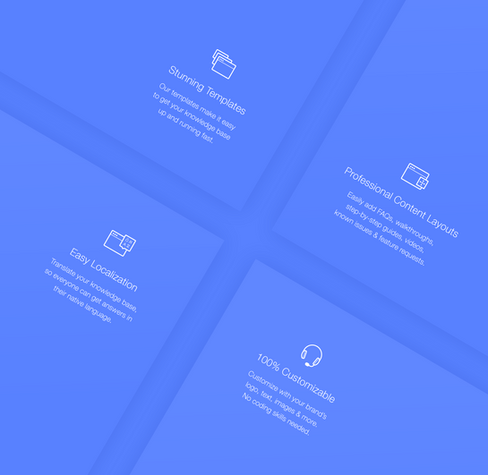 Stunning Templates
Our templates make it easy
to get your knowledge base
up and running fast.
Professional Content Layouts
Easily add FAQs, walkthroughs,
step-by-step guides, videos,
known issues & feature requests.
Easy Localization
Translate your knowledge base,
so everyone can get answers in
their native language.
100% Customizable
Customize with your brand's
logo, text, images & more.
No coding skills needed.